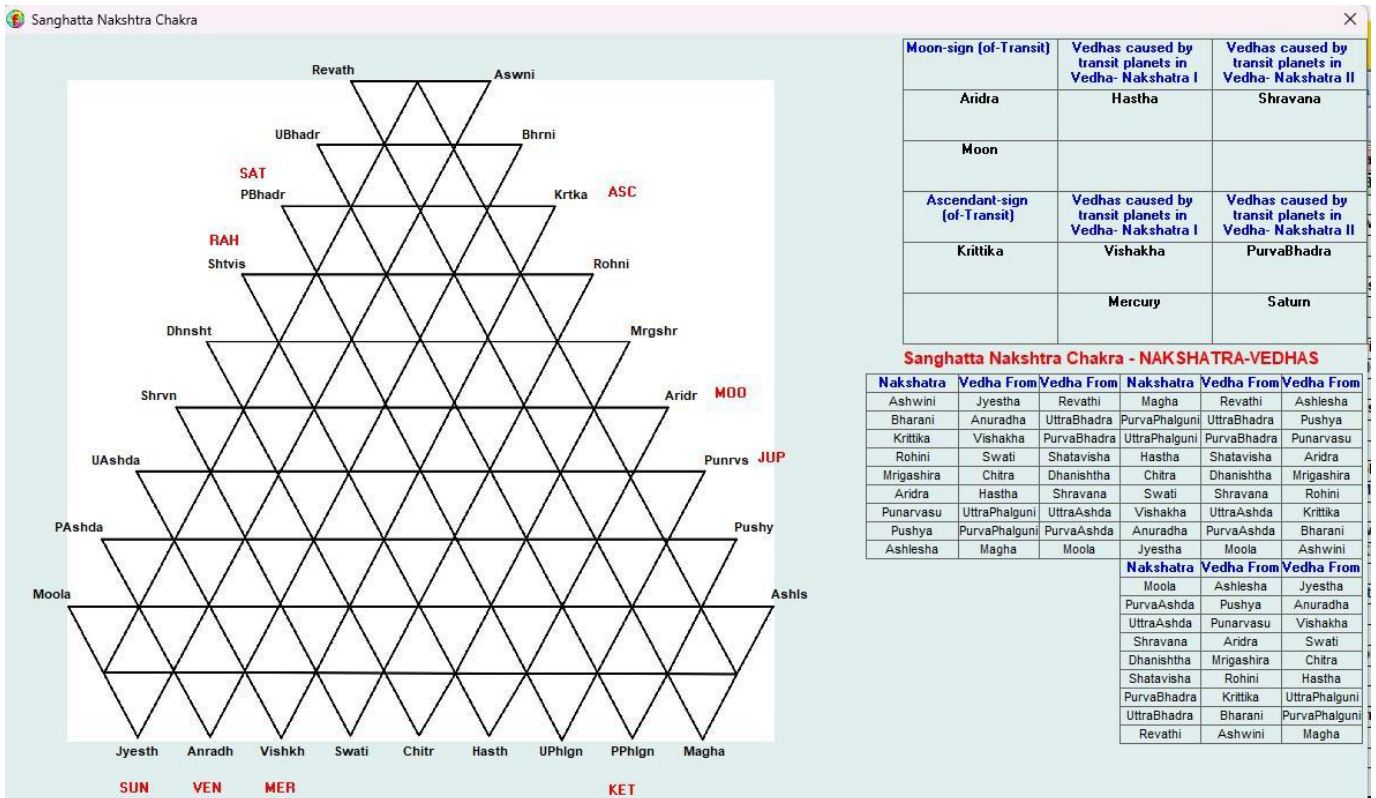 Sanghatta Nakshtra Chakra
Revath Aswni
UBhadr Bhrni
SAT
PBhadr Krtka ASC
RAH
Shtvis Rohni
Dhnsht Mrgshr
Shrvn Aridr MOO
UAshda Punrvs JUP
PAshda Pushy
Moola Ashls
Jyesth Anradh Vishkh Swati Chitr Hasth UPhlgn PPhlgn Magha
SUN VEN MER KET
Moon-sign (of-Transit) Vedhas caused by Vedhas caused by
transit planets in transit planets in
Vedha- Nakshatra I Vedha- Nakshatra II
Aridra Hastha Shravana
Moon
Ascendant-sign Vedhas caused by Vedhas caused by
(of-Transit) transit planets in transit planets in
Vedha- Nakshatra I Vedha- Nakshatra II
Krittika Vishakha PurvaBhadra
Mercury Saturn
Sanghatta Nakshtra Chakra - NAKSHATRA-VEDHAS
Nakshatra Vedha From Vedha From Nakshatra Vedha From Vedha From
Ashwini Jyestha Revathi Magha Revathi Ashlesha
Bharani Anuradha UttraBhadra PurvaPhalguni UttraBhadra Pushya
Krittika Vishakha PurvaBhadra UttraPhalguni PurvaBhadra Punarvasu
Rohini Swati Shatavisha Hastha Shatavisha Aridra
Mrigashira Chitra Dhanishtha Chitra Dhanishtha Mrigashira
Aridra Hastha Shravana Swati Shravana Rohini
Punarvasu UttraPhalguni UttraAshda Vishakha UttraAshda Krittika
Pushya PurvaPhalguni PurvaAshda Anuradha PurvaAshda Bharani
Ashlesha Magha Moola Jyestha Moola Ashwini
Nakshatra Vedha From Vedha From
Moola Ashlesha Jyestha
PurvaAshda Pushya Anuradha
UttraAshda Punarvasu Vishakha
Shravana Aridra Swati
Dhanishtha Mrigashira Chitra
Shatavisha Rohini Hastha
PurvaBhadra Krittika UttraPhalguni
UttraBhadra Bharani PurvaPhalguni
Revathi Ashwini Magha